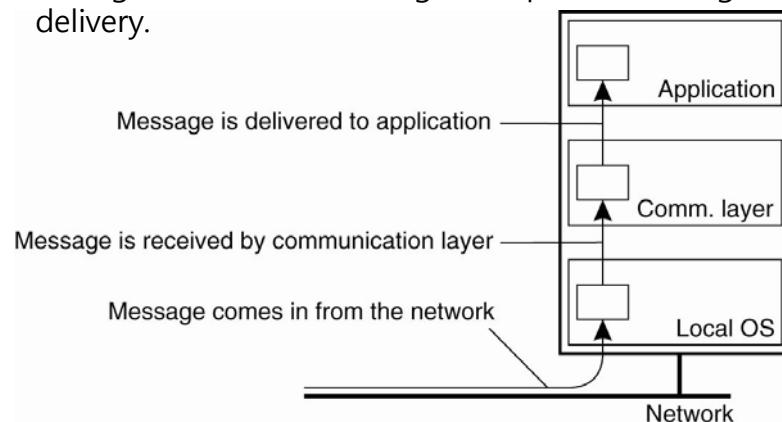 delivery.
Application
Message is delivered to application
Comm. layer
Message is received by communication layer
Message comes in from the network
Local OS
Network